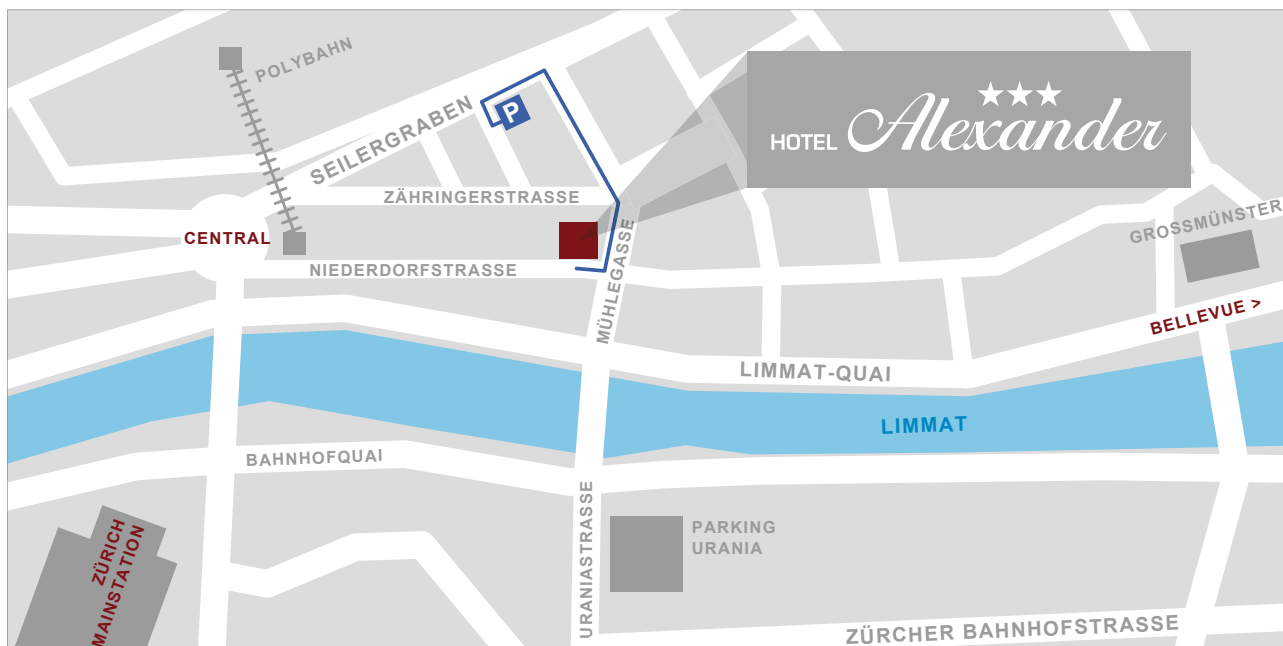 POLYBAHN
P
SEILERGRABEN
HOTEL Alexander
ZÄHRINGERSTRASSE
CENTRAL
GROSSMÜNSTER
NIEDERDORFSTRASSE
MÜHLEGASSE
BELLEVUE >
LIMMAT-QUAI
LIMMAT
BAHNHOFQUAI
ZÜRICH
MAINSTATION
URANIASTRASSE
PARKING
URANIA
ZÜRCHER BAHNHOFSTRASSE